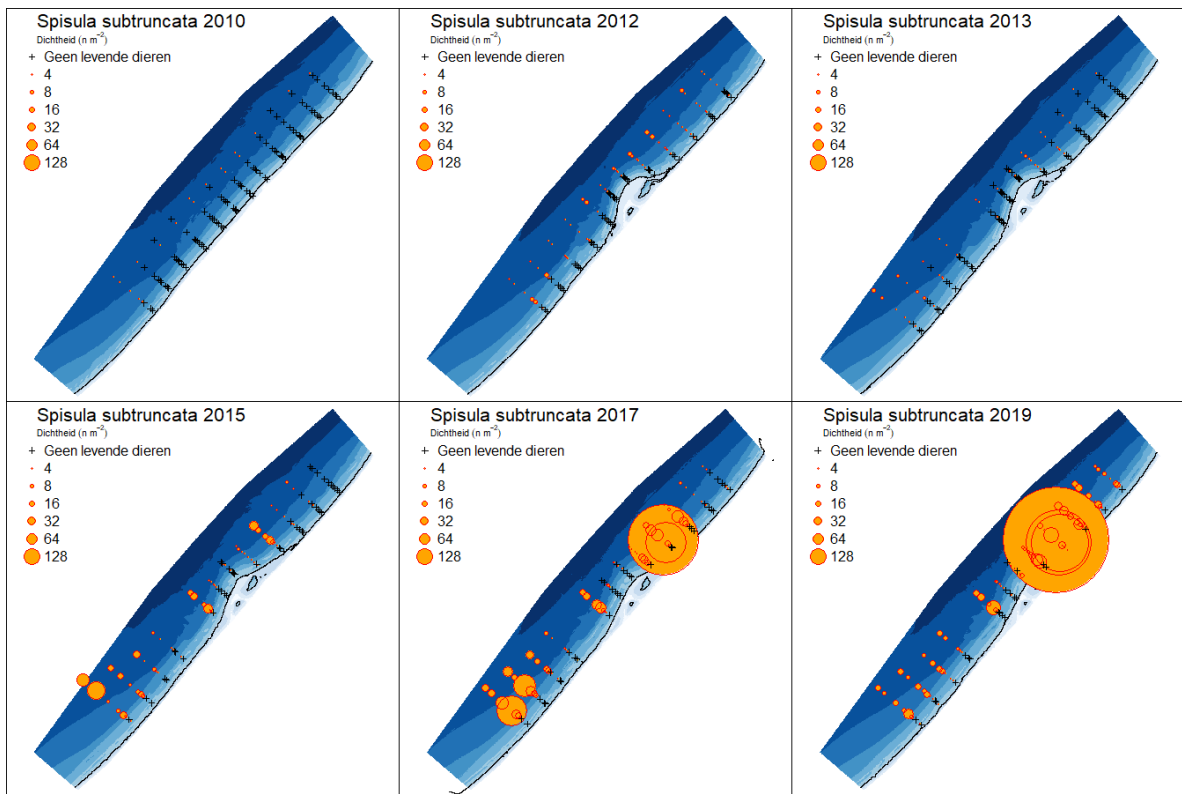 Spisula subtruncata 2010
Dichtheid (n m⁻²)
+ Geen levende dieren
4
8
16
32
64
128
Spisula subtruncata 2012
Dichtheid (n m⁻²)
+ Geen levende dieren
4
8
16
32
64
128
Spisula subtruncata 2013
Dichtheid (n m⁻²)
+ Geen levende dieren
4
8
16
32
64
128
Spisula subtruncata 2015
Dichtheid (n m⁻²)
+ Geen levende dieren
4
8
16
32
64
128
Spisula subtruncata 2017
Dichtheid (n m⁻²)
+ Geen levende dieren
4
8
16
32
64
128
Spisula subtruncata 2019
Dichtheid (n m⁻²)
+ Geen levende dieren
4
8
16
32
64
128